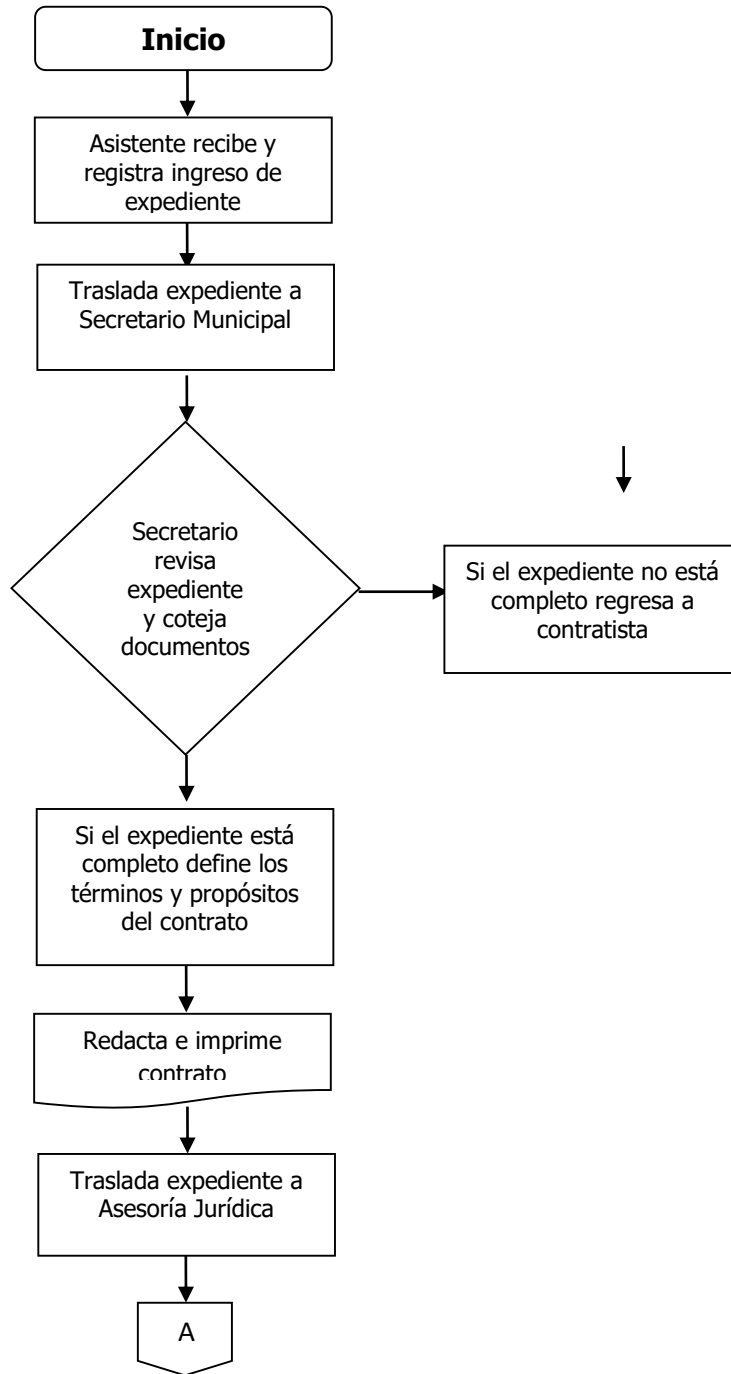 Inicio
Asistente recibe y
registra ingreso de
expediente
Traslada expediente a
Secretario Municipal
Secretario
revisa
expediente
y coteja
documentos
Si el expediente no está
completo regresa a
contratista
Si el expediente está
completo define los
términos y propósitos
del contrato
Redacta e imprime
contrato
Traslada expediente a
Asesoría Jurídica
A